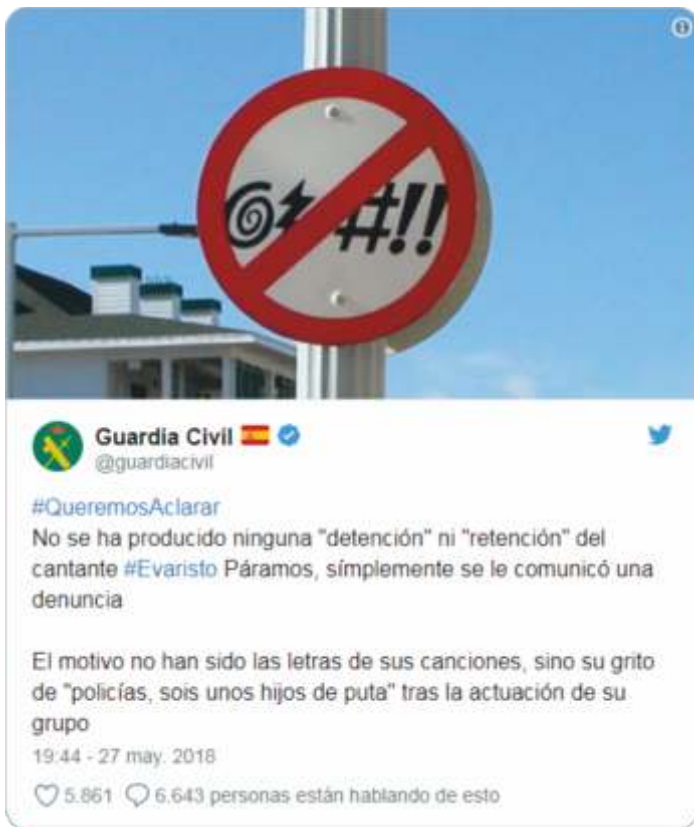 @ #!!
Guardia Civil
@guardiacivil
#QueremosAclarar
No se ha producido ninguna "detención" ni "retención" del
cantante #Evaristo Páramos, símplemente se le comunicó una
denuncia
El motivo no han sido las letras de sus canciones, sino su grito
de "policías, sois unos hijos de puta" tras la actuación de su
grupo
19:44 - 27 may. 2018
5.861 6.643 personas están hablando de esto